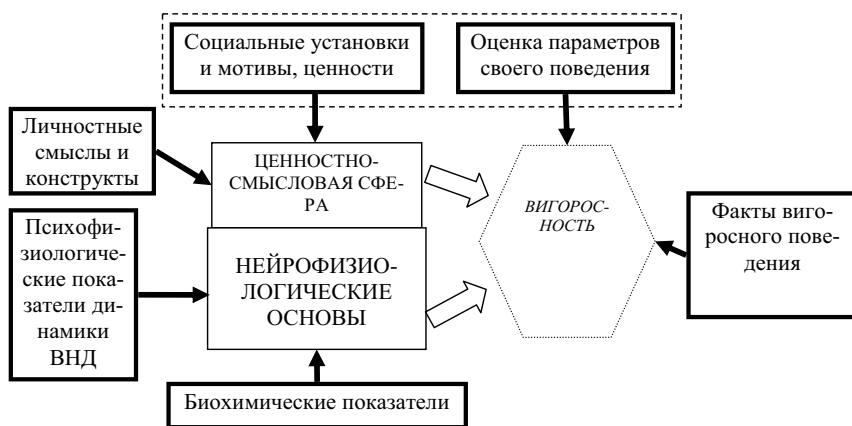 Социальные установки
и мотивы, ценности
Оценка параметров
своего поведения
Личностные
смыслы и
конструкты
ЦЕННОСТНО-
СМЫСЛОВАЯ СФЕ-
РА
ВИГОРОС-
НОСТЬ
Факты виго-
росного пове-
дения
Психофи-
зиологиче-
ские пока-
затели ди-
намики
ВНД
НЕЙРОФИЗИО-
ЛОГИЧЕСКИЕ
ОСНОВЫ
Биохимические показатели